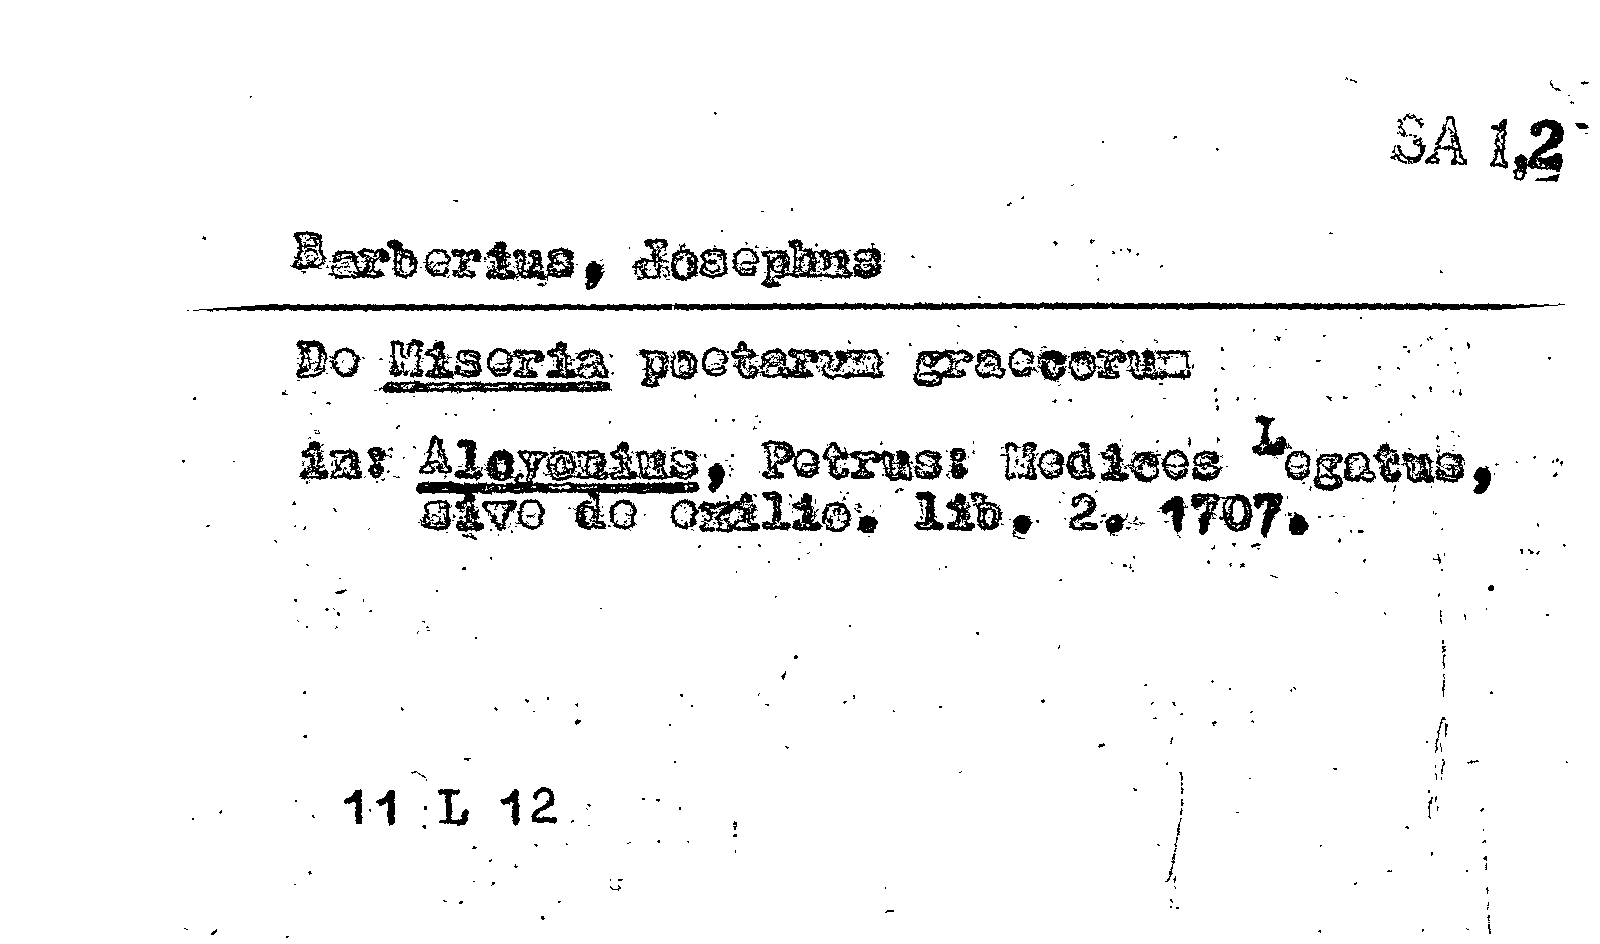 SA 1,2
Barberius, Josephus
De Miseria poetarum graecorum
in: Alcyonius, Petrus: Medices Legatus,
sive de exilio. lib. 2. 1707.
11 L 12